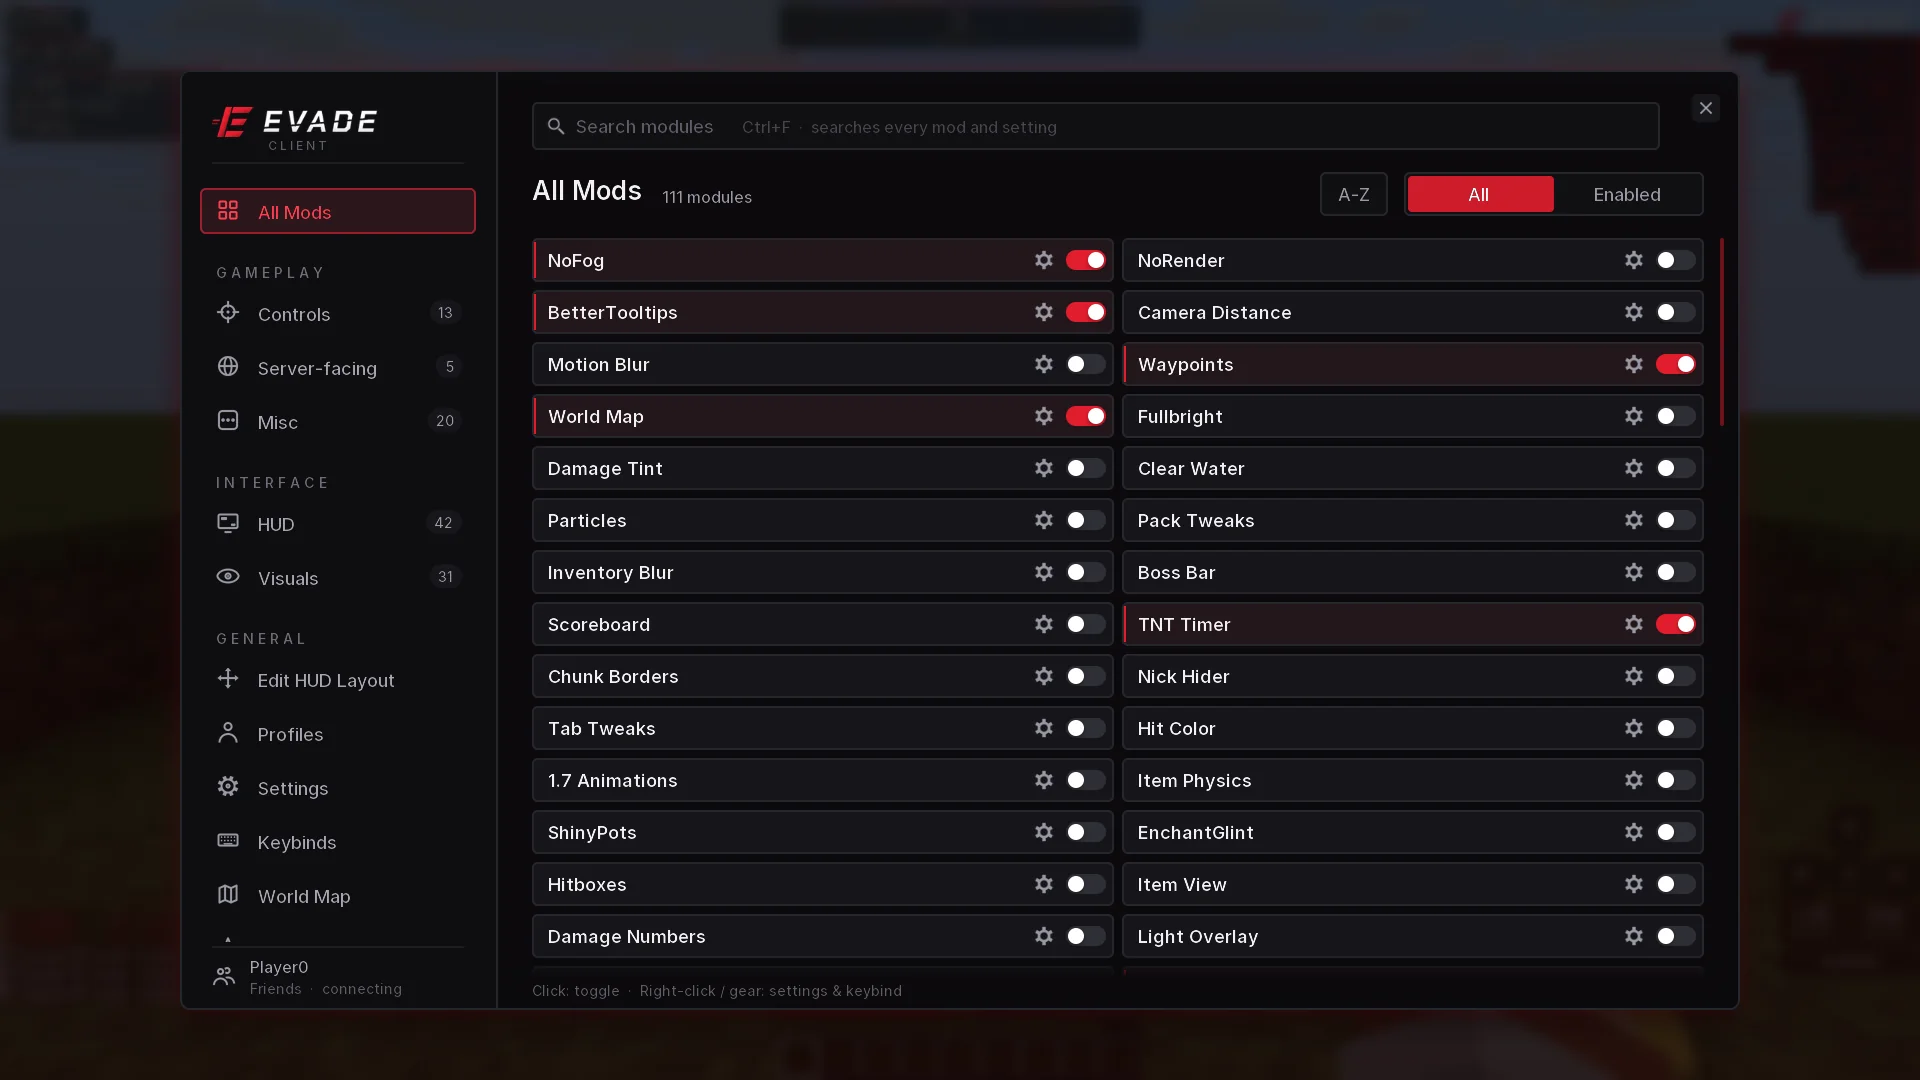 EVADE
CLIENT
All Mods
GAMEPLAY
Controls 13
Server-facing 5
Misc 20
INTERFACE
HUD 42
Visuals 31
GENERAL
Edit HUD Layout
Profiles
Settings
Keybinds
World Map
Player0
Friends · connecting
Search modules Ctrl+F · searches every mod and setting
All Mods 111 modules
A-Z All Enabled
NoFog NoRender
BetterTooltips Camera Distance
Motion Blur Waypoints
World Map Fullbright
Damage Tint Clear Water
Particles Pack Tweaks
Inventory Blur Boss Bar
Scoreboard TNT Timer
Chunk Borders Nick Hider
Tab Tweaks Hit Color
1.7 Animations Item Physics
ShinyPots EnchantGlint
Hitboxes Item View
Damage Numbers Light Overlay
Click: toggle · Right-click / gear: settings & keybind